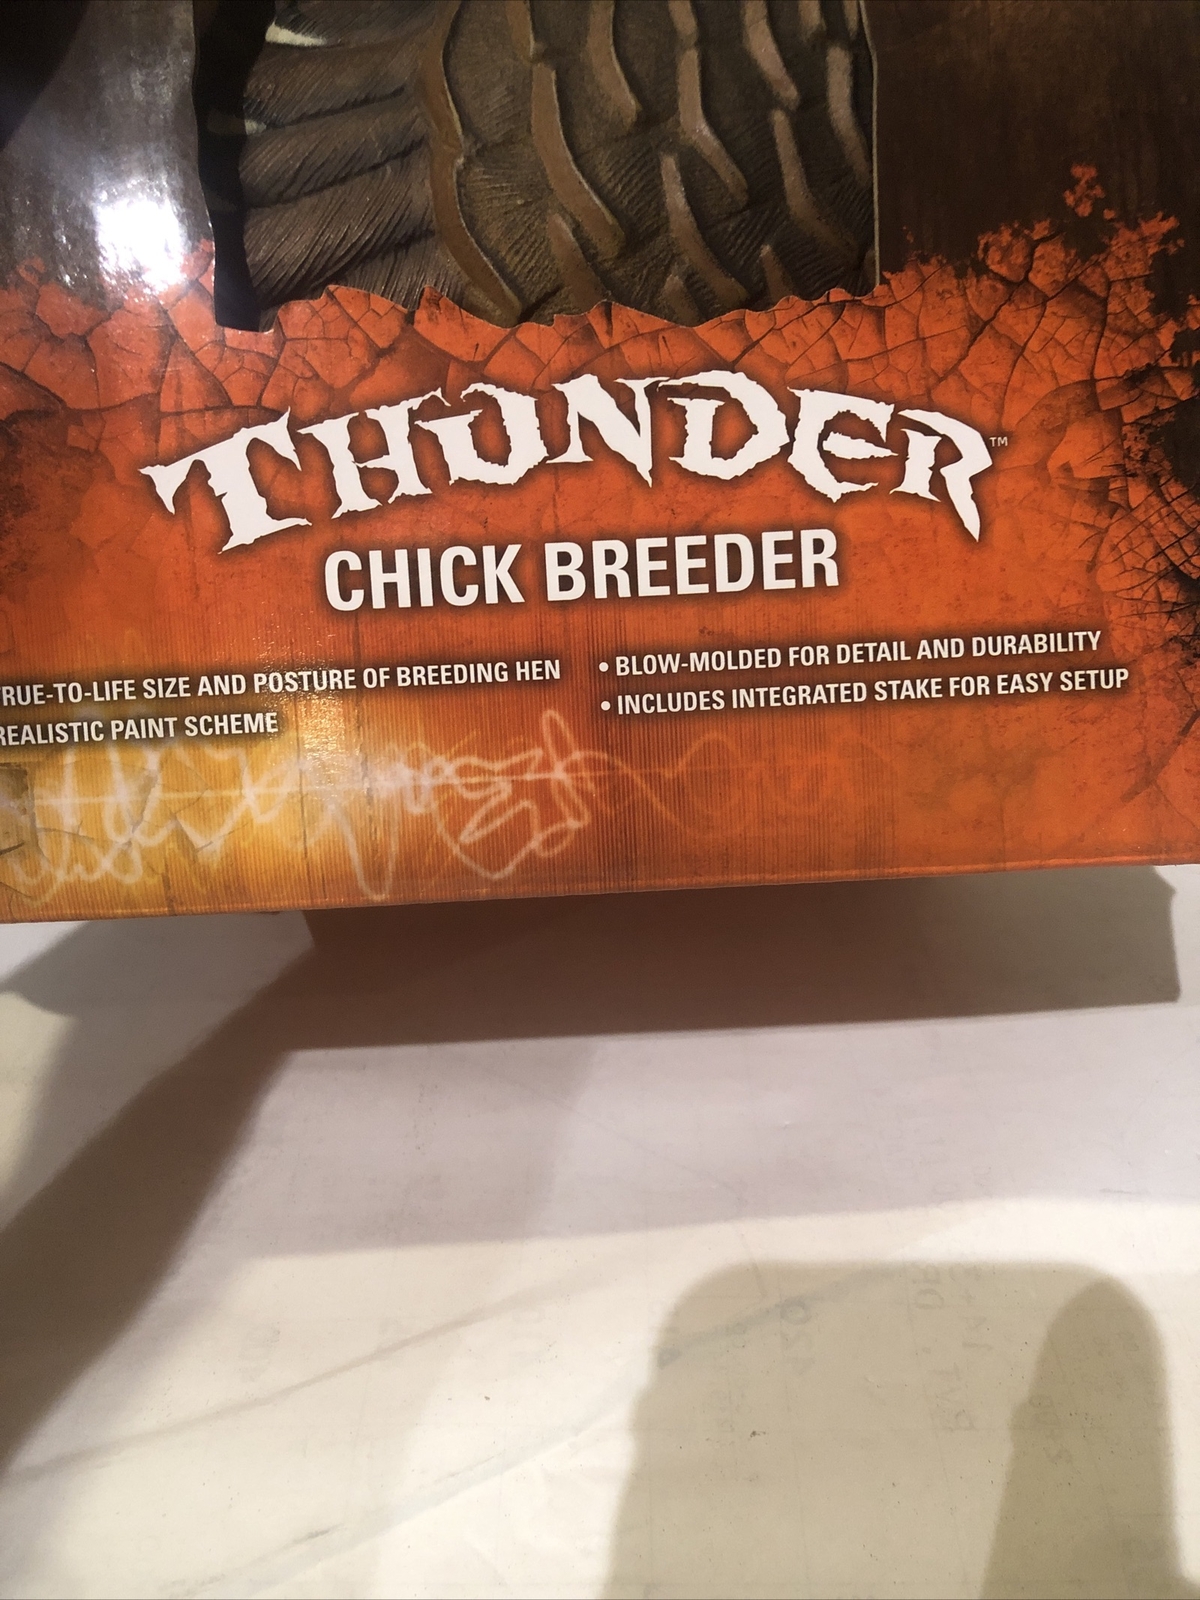 THUNDER™
CHICK BREEDER
TRUE-TO-LIFE SIZE AND POSTURE OF BREEDING HEN
REALISTIC PAINT SCHEME
• BLOW-MOLDED FOR DETAIL AND DURABILITY
• INCLUDES INTEGRATED STAKE FOR EASY SETUP